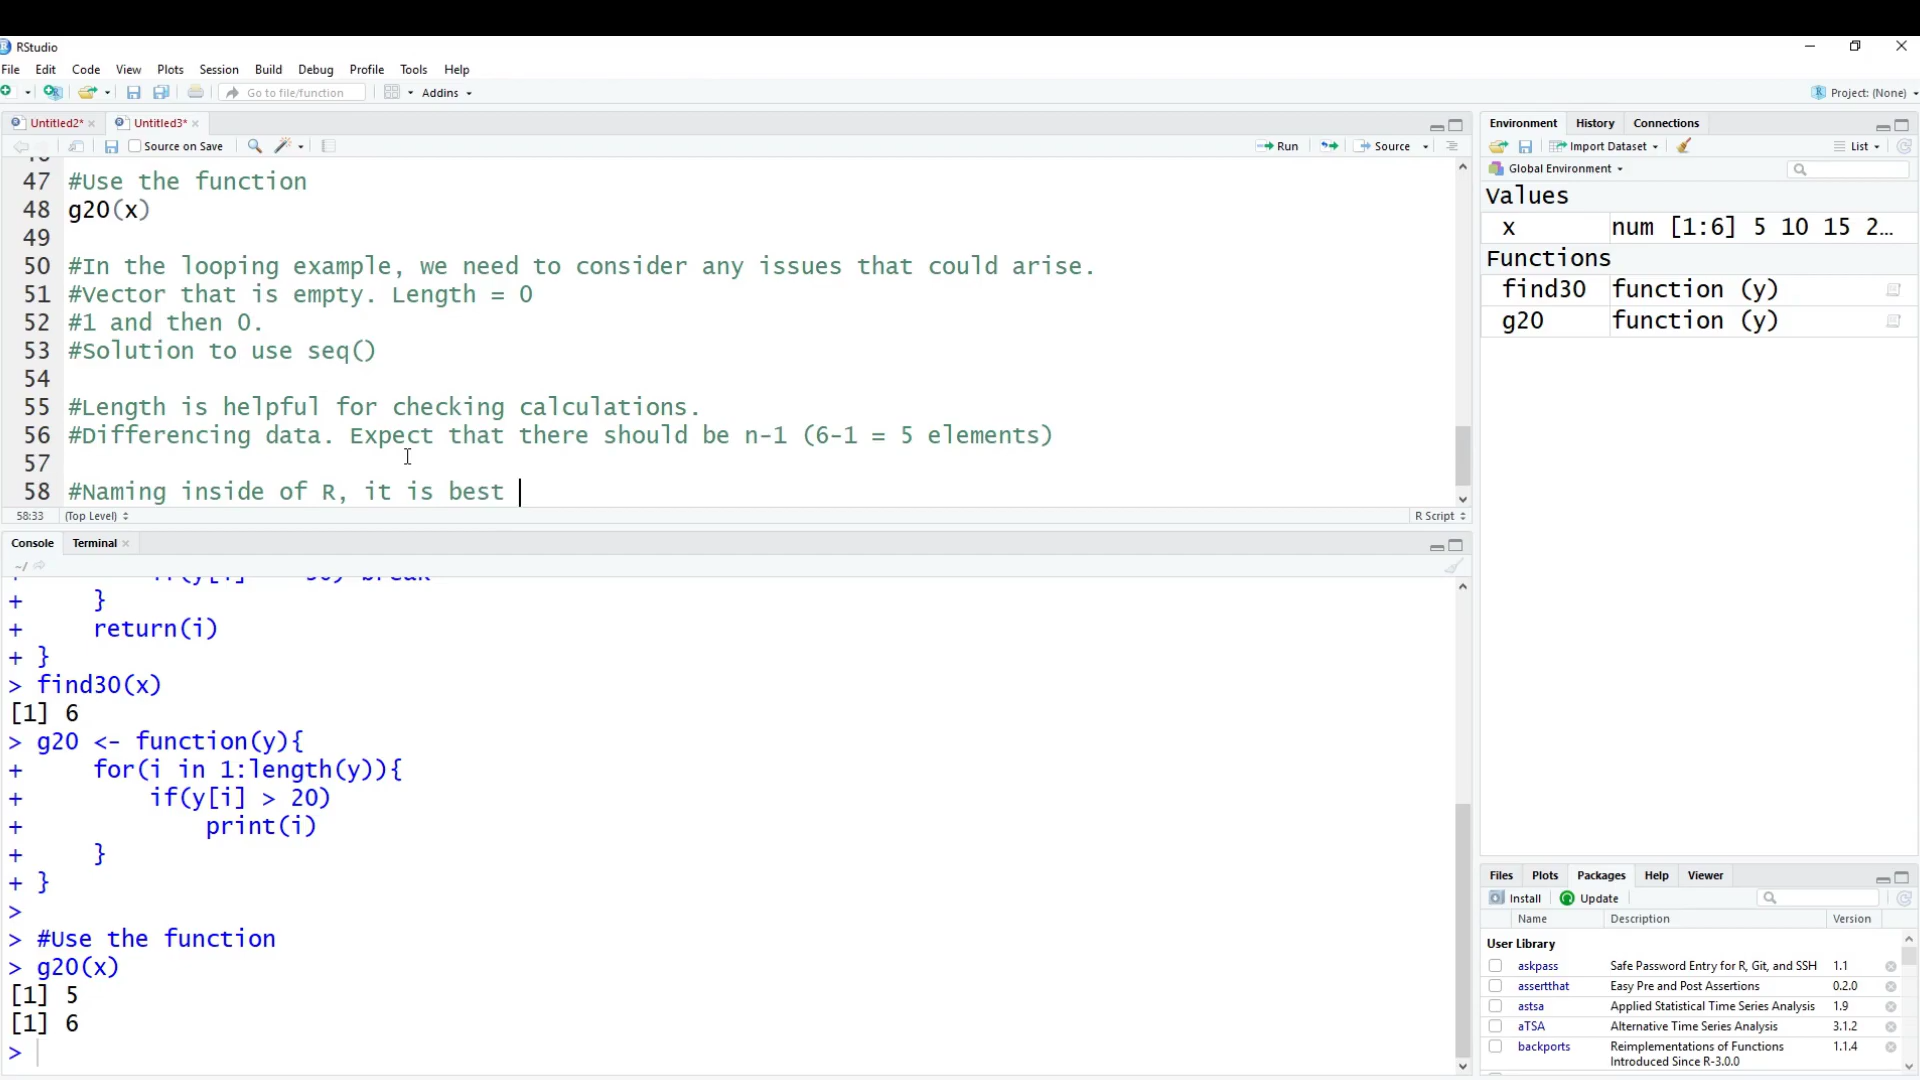 RStudio
File Edit Code View Plots Session Build Debug Profile Tools Help
Go to file/function Addins Project: (None)
Untitled2* Untitled3*
Source on Save Run Source
47 #Use the function
48 g20(x)
49
50 #In the looping example, we need to consider any issues that could arise.
51 #Vector that is empty. Length = 0
52 #1 and then 0.
53 #Solution to use seq()
54
55 #Length is helpful for checking calculations.
56 #Differencing data. Expect that there should be n-1 (6-1 = 5 elements)
57
58 #Naming inside of R, it is best
58:33 (Top Level) R Script
Console Terminal
~/
+ }
+ return(i)
+ }
> find30(x)
[1] 6
> g20 <- function(y){
+ for(i in 1:length(y)){
+ if(y[i] > 20)
+ print(i)
+ }
+ }
>
> #Use the function
> g20(x)
[1] 5
[1] 6
>
Environment History Connections
Import Dataset List
Global Environment
Values
x num [1:6] 5 10 15 2...
Functions
find30 function (y)
g20 function (y)
Files Plots Packages Help Viewer
Install Update
Name Description Version
User Library
askpass Safe Password Entry for R, Git, and SSH 1.1
assertthat Easy Pre and Post Assertions 0.2.0
astsa Applied Statistical Time Series Analysis 1.9
aTSA Alternative Time Series Analysis 3.1.2
backports Reimplementations of Functions 1.1.4
Introduced Since R-3.0.0